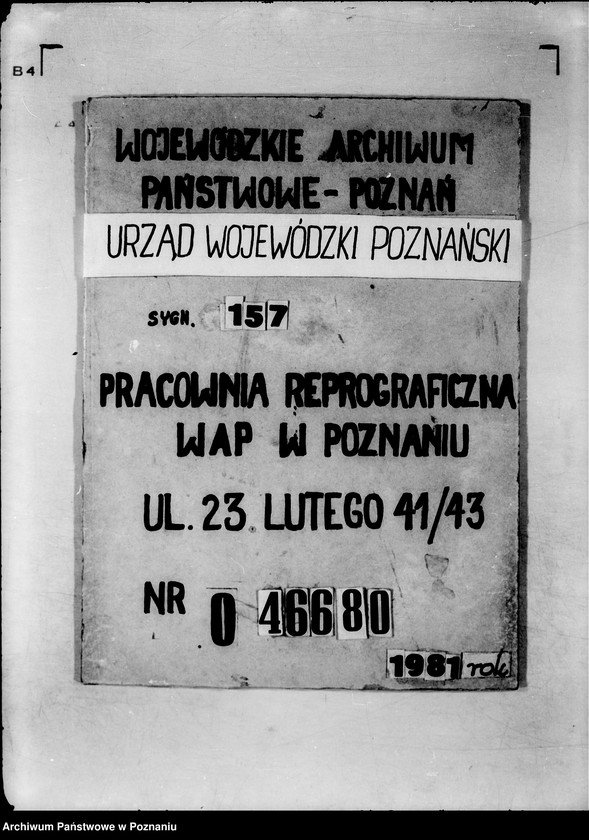 B4
WOJEWÓDZKIE ARCHIWUM
PAŃSTWOWE - POZNAŃ
URZĄD WOJEWÓDZKI POZNAŃSKI
SYGN. 157
PRACOWNIA REPROGRAFICZNA
WAP W POZNANIU
UL. 23 LUTEGO 41/43
NR 0 46680
1981 rok
Archiwum Państwowe w Poznaniu